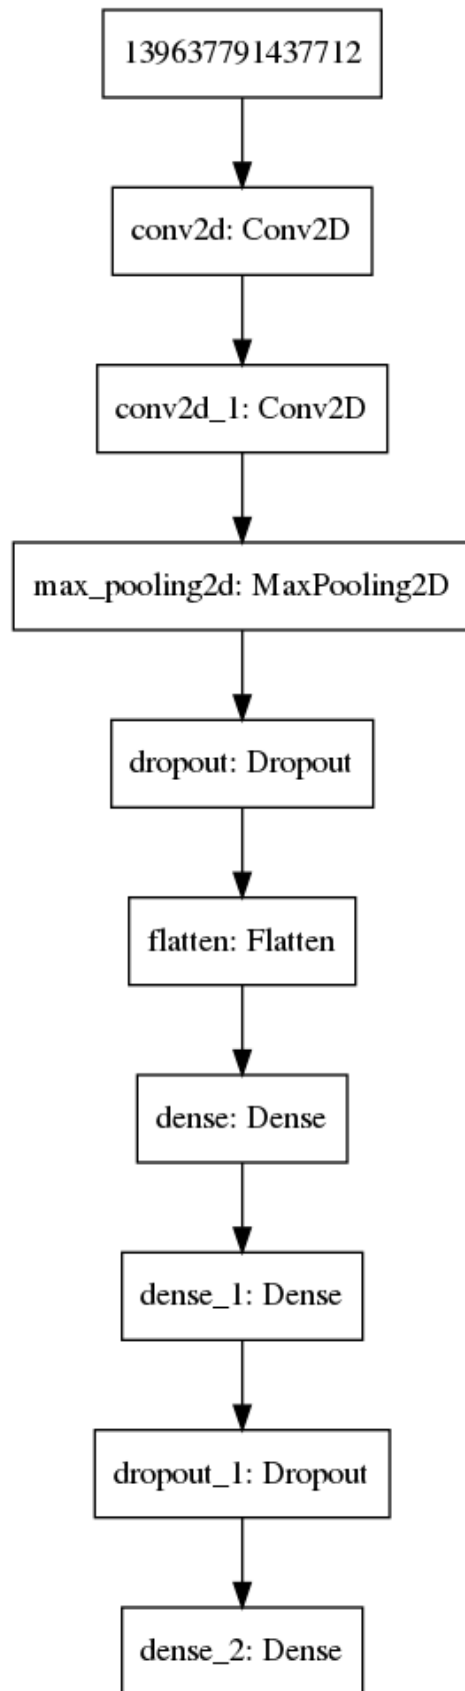 139637791437712
conv2d: Conv2D
conv2d_1: Conv2D
max_pooling2d: MaxPooling2D
dropout: Dropout
flatten: Flatten
dense: Dense
dense_1: Dense
dropout_1: Dropout
dense_2: Dense